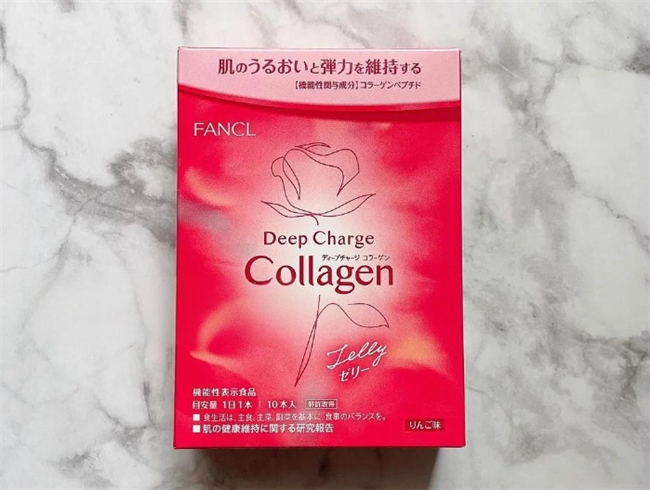 肌のうるおいと弾力を維持する
【機能性関与成分】コラーゲンペプチド
FANCL
Deep Charge
ディープチャージ コラーゲン
Collagen
Jelly
ゼリー
機能性表示食品
目安量 1日1本 10本入 特許取得
■ 食生活は、主食、主菜、副菜を基本に、食事のバランスを。
■ 肌の健康維持に関する研究報告
りんご味